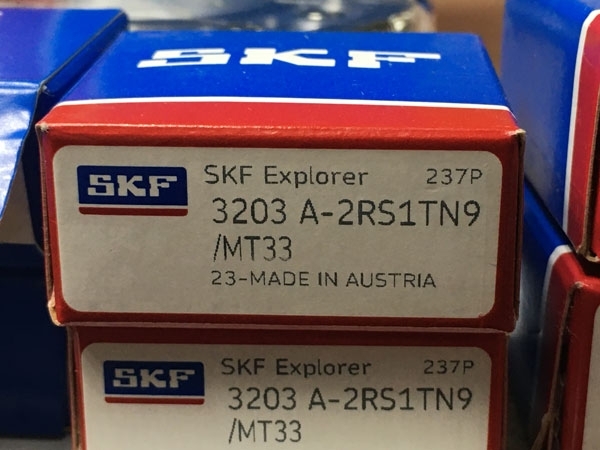 SKF
SKF
SKF Explorer 237P
3203 A-2RS1TN9
/MT33
23-MADE IN AUSTRIA
SKF
SKF Explorer 237P
3203 A-2RS1TN9
/MT33